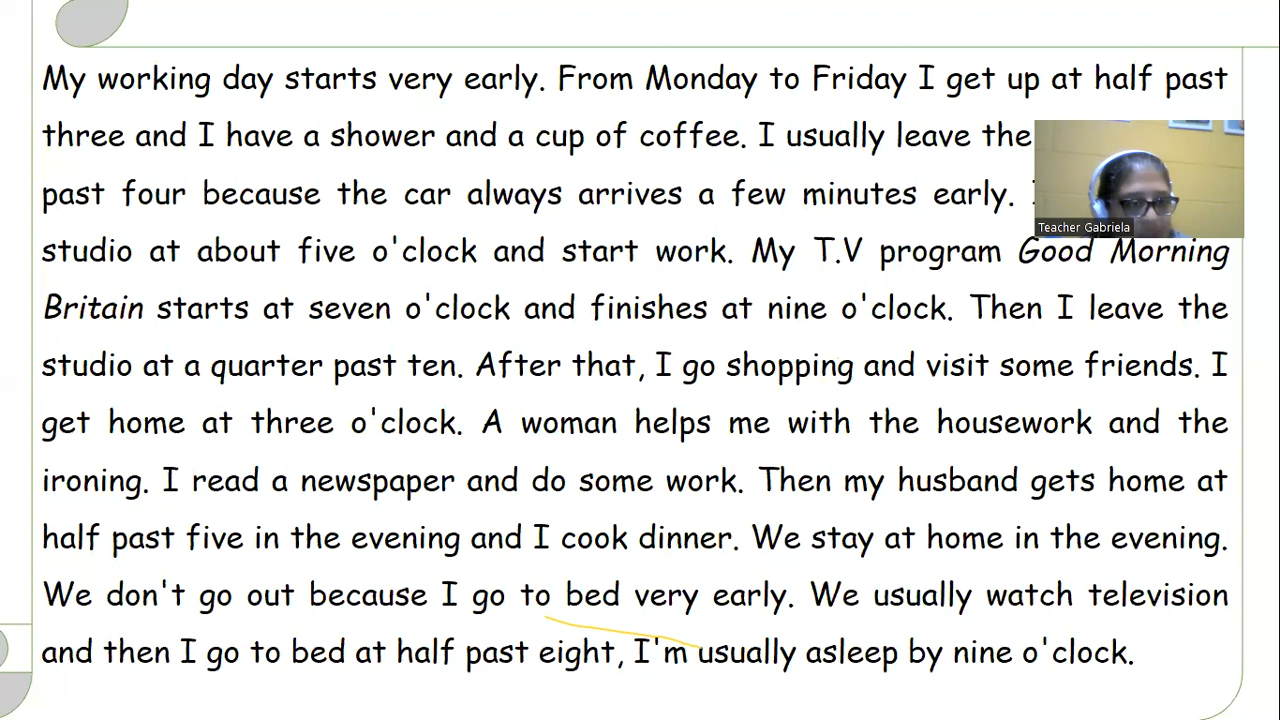 My working day starts very early. From Monday to Friday I get up at half past
three and I have a shower and a cup of coffee. I usually leave the
past four because the car always arrives a few minutes early.
studio at about five o'clock and start work. My T.V program Good Morning
Britain starts at seven o'clock and finishes at nine o'clock. Then I leave the
studio at a quarter past ten. After that, I go shopping and visit some friends. I
get home at three o'clock. A woman helps me with the housework and the
ironing. I read a newspaper and do some work. Then my husband gets home at
half past five in the evening and I cook dinner. We stay at home in the evening.
We don't go out because I go to bed very early. We usually watch television
and then I go to bed at half past eight, I'm usually asleep by nine o'clock.
Teacher Gabriela